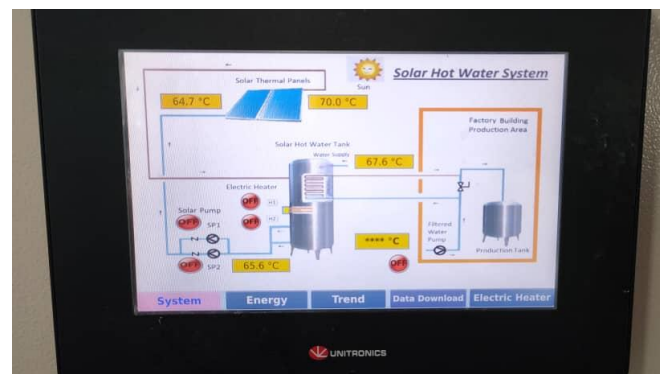 Solar Hot Water System
Solar Thermal Panels
Sun
64.7 °C
70.0 °C
Factory Building
Production Area
Solar Hot Water Tank
Water Supply
67.6 °C
Electric Heater
OFF
H1
OFF
H2
Solar Pump
OFF
SP1
OFF
SP2
65.6 °C
**** °C
OFF
Filtred
Water
Pump
Production Tank
System
Energy
Trend
Data Download
Electric Heater
UNITRONICS